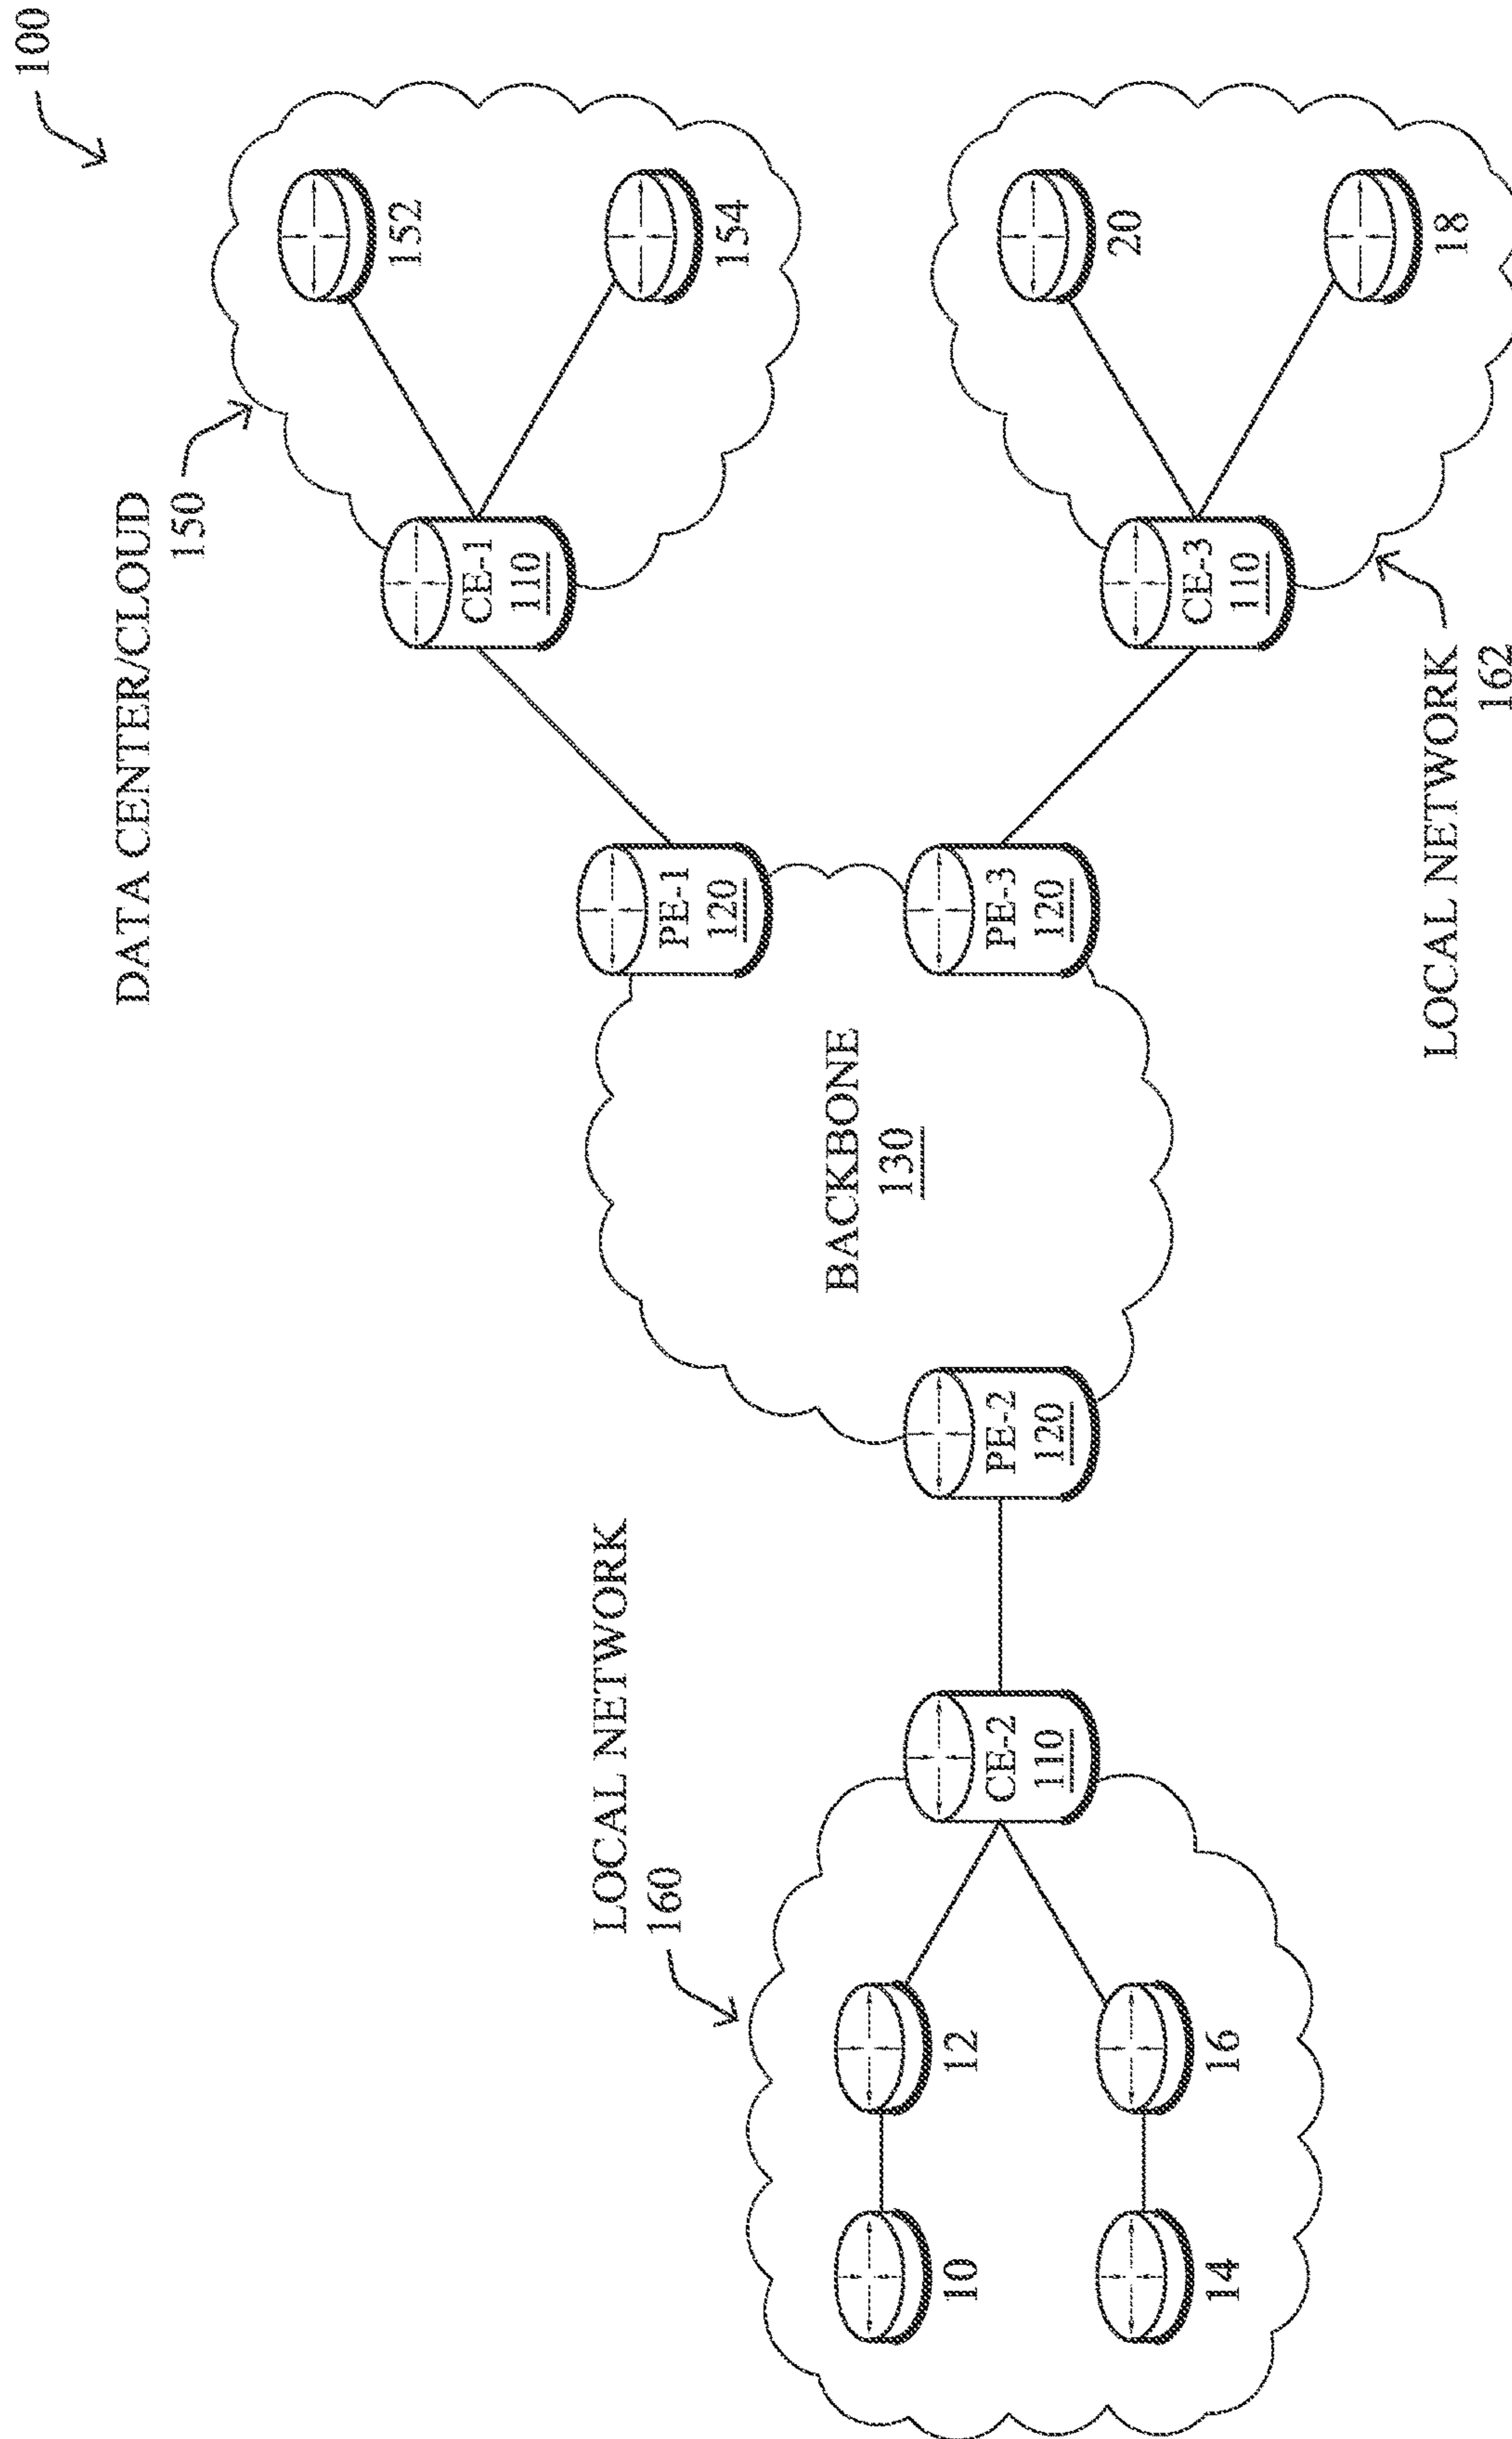 100
DATA CENTER/CLOUD
150
152
154
CE-1
110
PE-1
120
BACKBONE
130
PE-3
120
CE-3
110
20
18
LOCAL NETWORK
162
PE-2
120
LOCAL NETWORK
160
CE-2
110
12
10
16
14